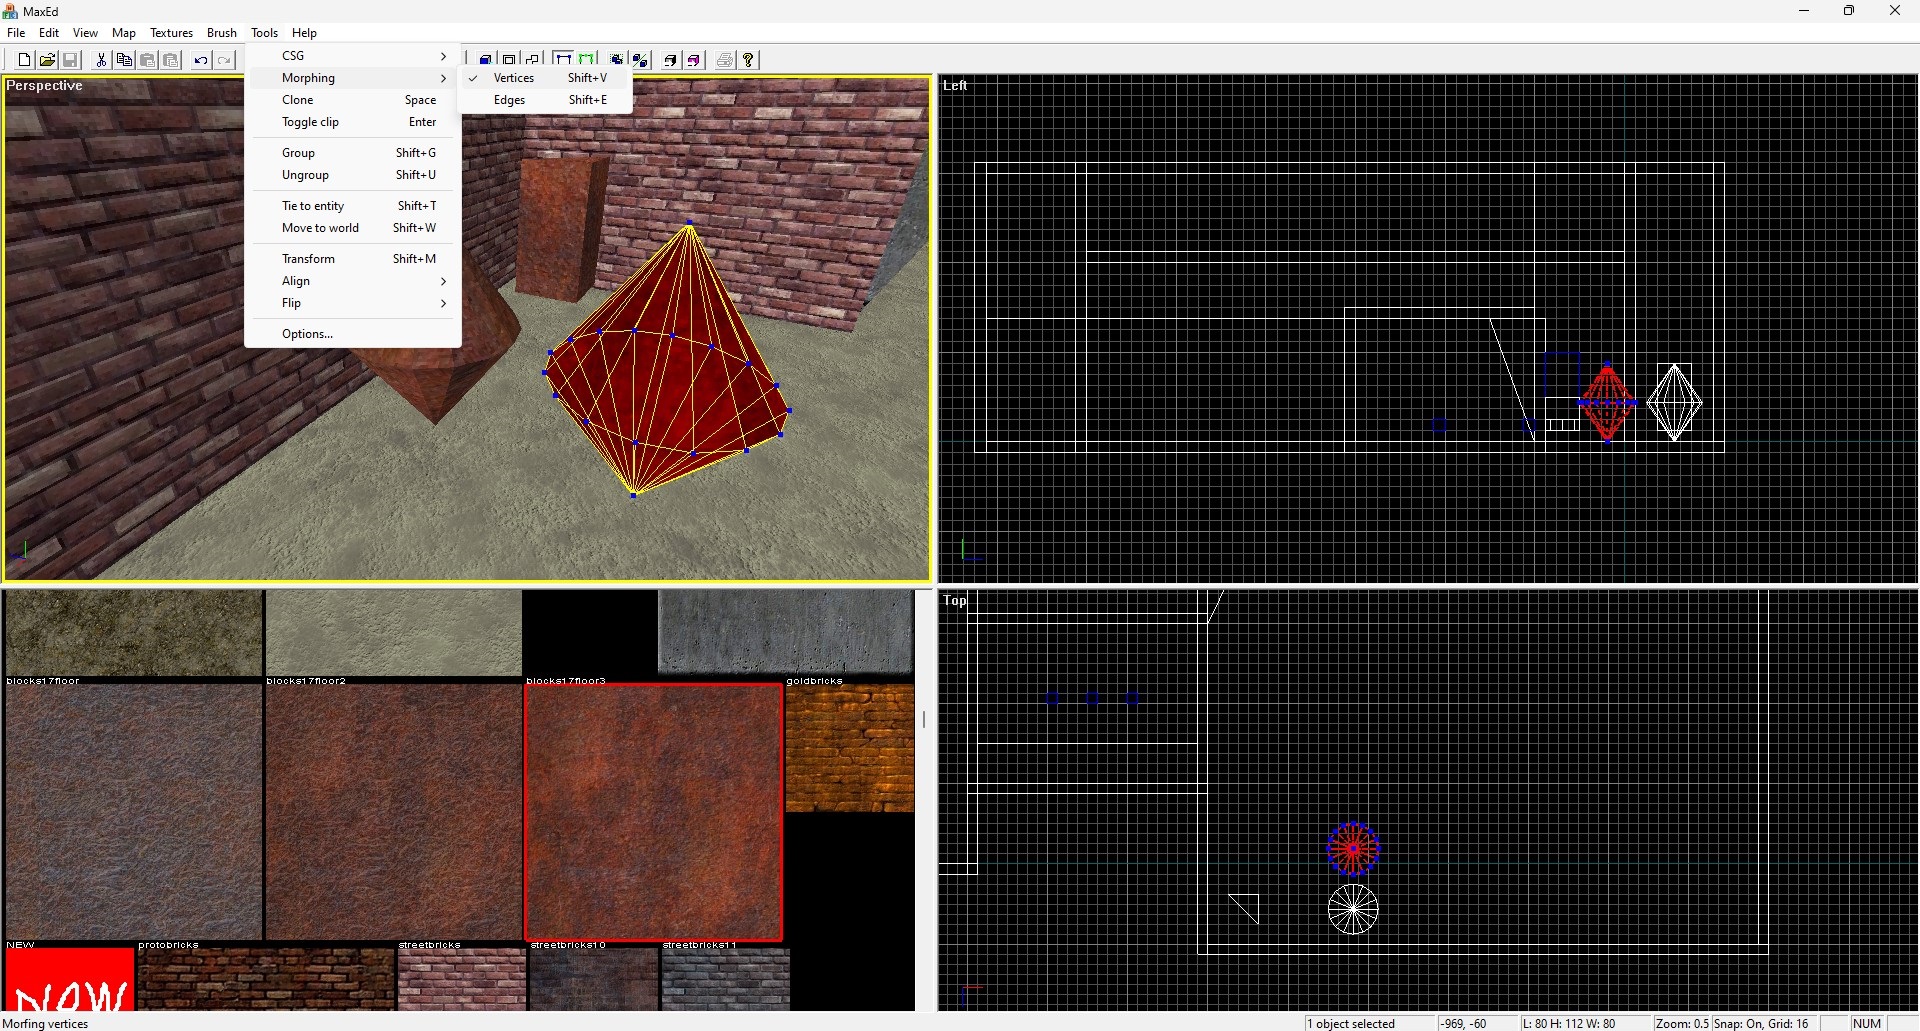 MaxEd
File Edit View Map Textures Brush Tools Help
CSG
Morphing
Clone Space
Toggle clip Enter
Group Shift+G
Ungroup Shift+U
Tie to entity Shift+T
Move to world Shift+W
Transform Shift+M
Align
Flip
Options...
Vertices Shift+V
Edges Shift+E
Perspective
Left
blocks17floor blocks17floor2 blocks17floor3 goldbricks
NEW protobricks streetbricks streetbricks10 streetbricks11
NEW
Top
Morfing vertices 1 object selected -969, -60 L: 80 H: 112 W: 80 Zoom: 0.5 Snap: On, Grid: 16 NUM